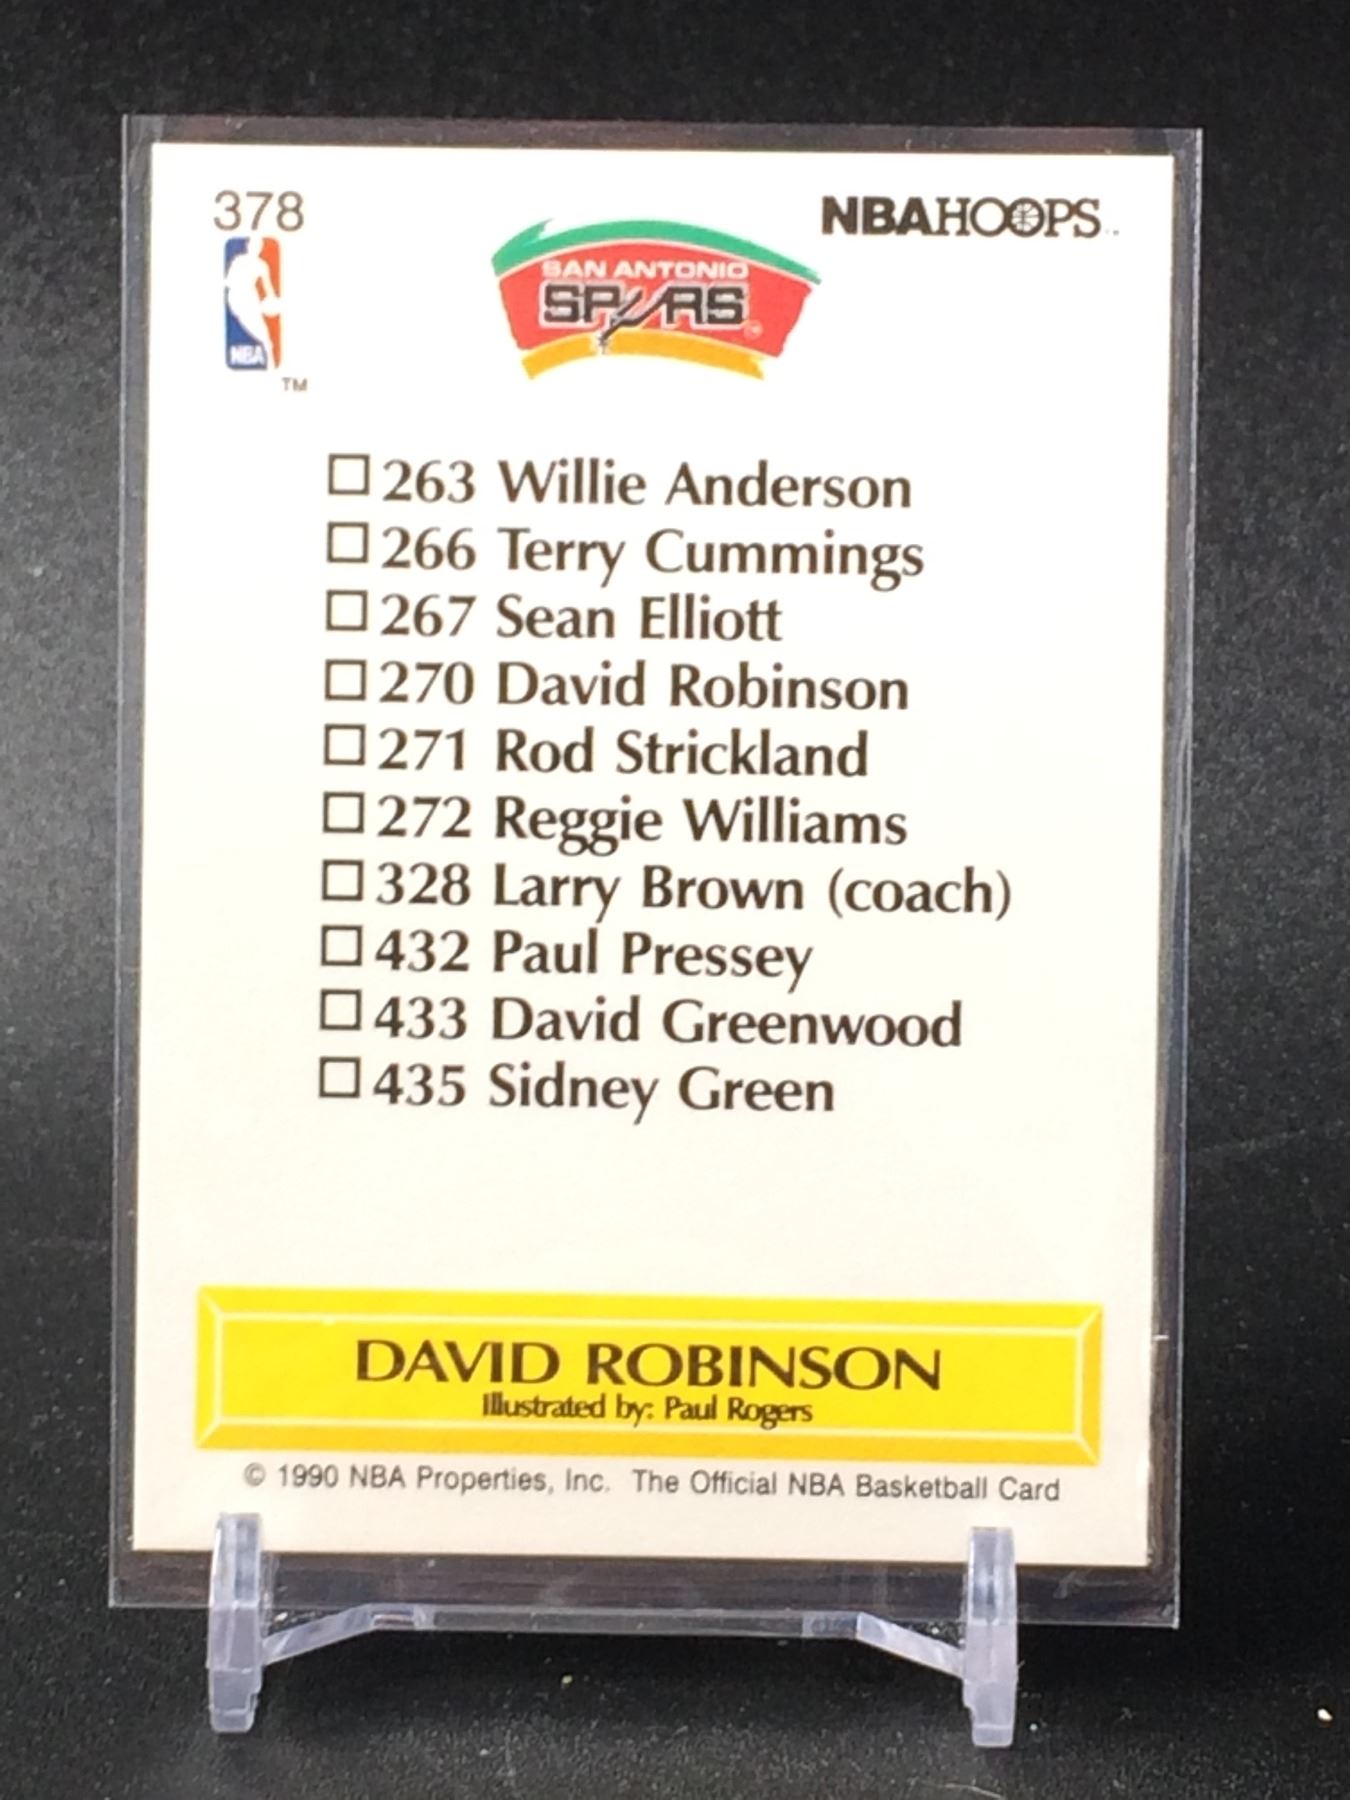 378
NBAHOOPS
SAN ANTONIO
SPURS
NBA
TM
263 Willie Anderson
266 Terry Cummings
267 Sean Elliott
270 David Robinson
271 Rod Strickland
272 Reggie Williams
328 Larry Brown (coach)
432 Paul Pressey
433 David Greenwood
435 Sidney Green
DAVID ROBINSON
Illustrated by: Paul Rogers
© 1990 NBA Properties, Inc. The Official NBA Basketball Card